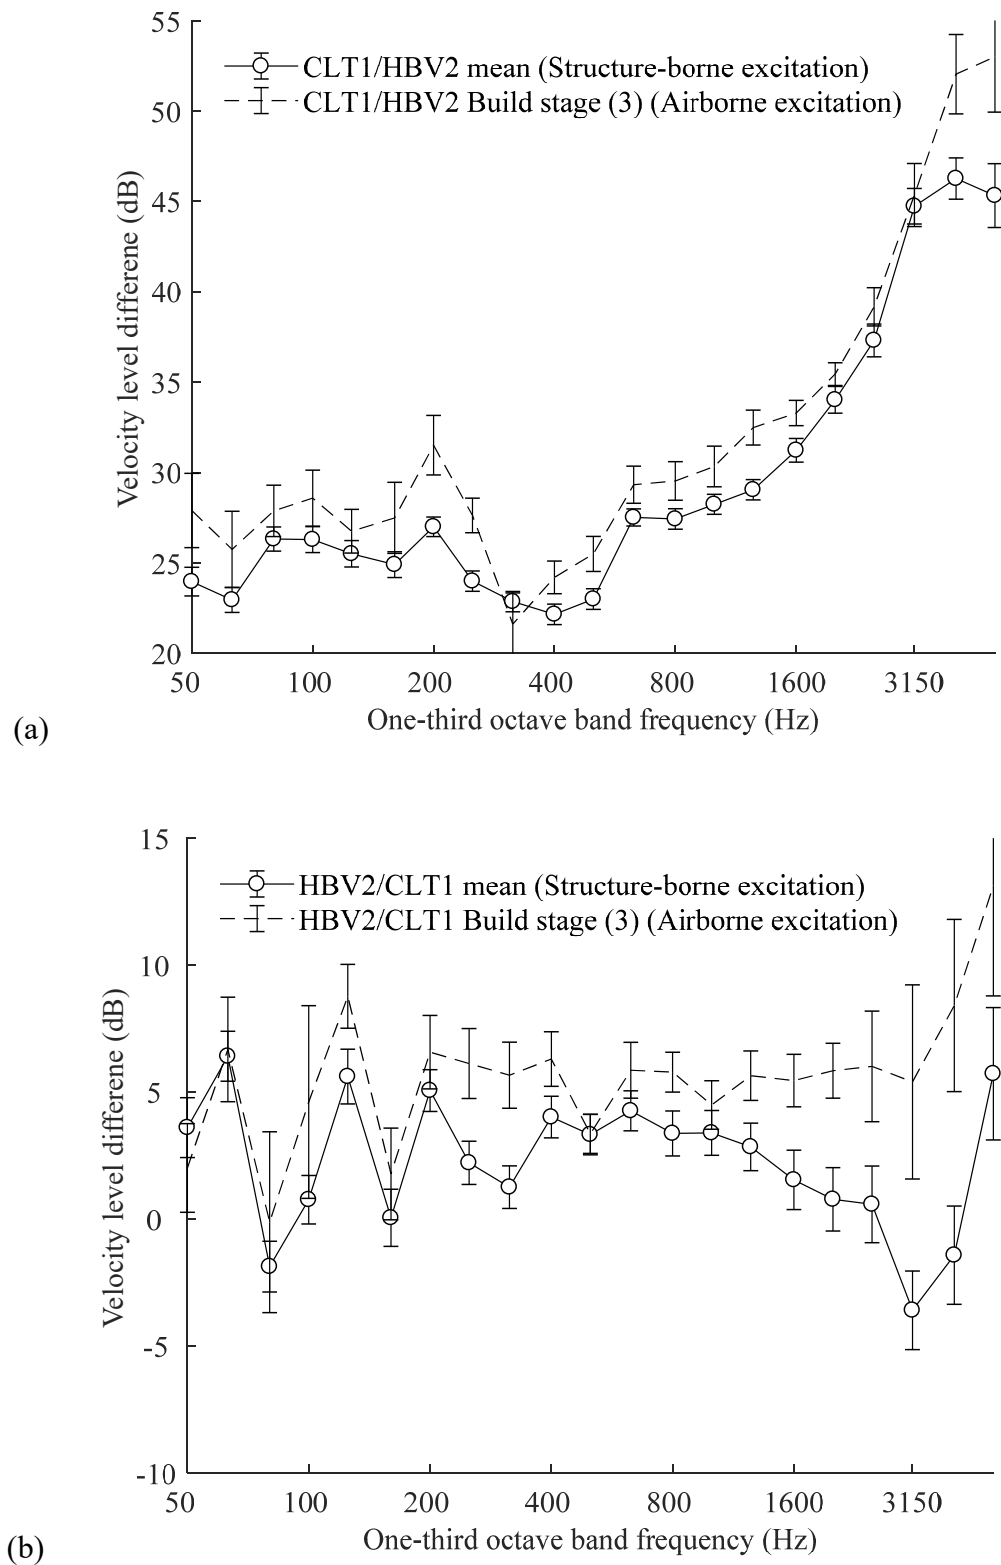 55
50
45
40
35
30
25
20
Velocity level differene (dB)
CLT1/HBV2 mean (Structure-borne excitation)
CLT1/HBV2 Build stage (3) (Airborne excitation)
50 100 200 400 800 1600 3150
One-third octave band frequency (Hz)
(a)
15
10
5
0
-5
-10
Velocity level differene (dB)
HBV2/CLT1 mean (Structure-borne excitation)
HBV2/CLT1 Build stage (3) (Airborne excitation)
50 100 200 400 800 1600 3150
One-third octave band frequency (Hz)
(b)